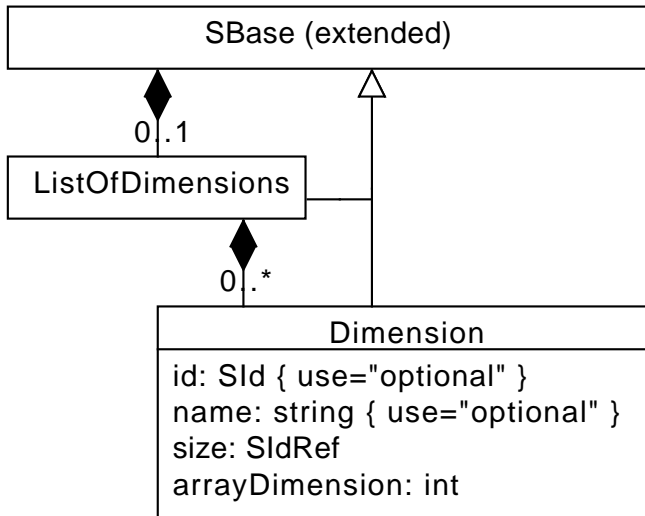 SBase (extended)
0..1
ListOfDimensions
0..*
Dimension
id: SId { use="optional" }
name: string { use="optional" }
size: SIdRef
arrayDimension: int